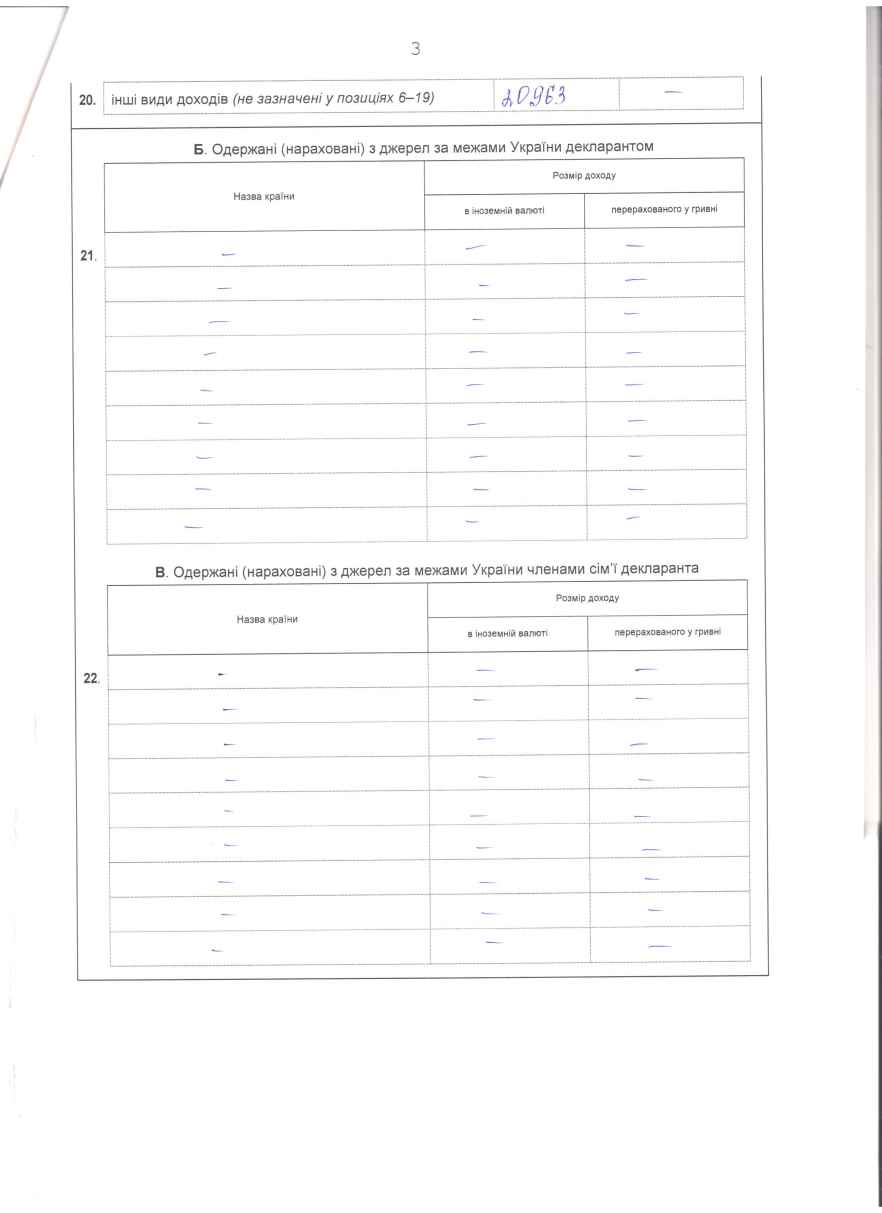 3
20. інші види доходів (не зазначені у позиціях 6–19) 20963 —
Б. Одержані (нараховані) з джерел за межами України декларантом
Назва країни
Розмір доходу
в іноземній валюті
перерахованого у гривні
21. — — —
— — —
— — —
— — —
— — —
— — —
— — —
— — —
— — —
В. Одержані (нараховані) з джерел за межами України членами сім'ї декларанта
Назва країни
Розмір доходу
в іноземній валюті
перерахованого у гривні
22. — — —
— — —
— — —
— — —
— — —
— — —
— — —
— — —
— — —